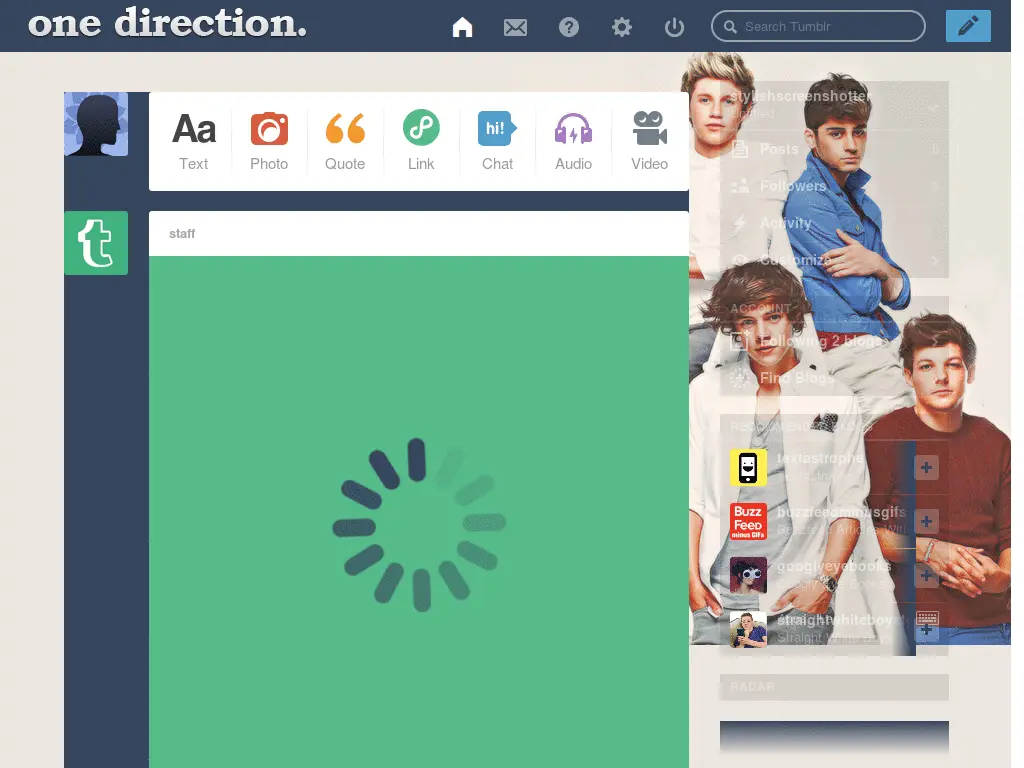 one direction.
Search Tumblr
Aa
hi!
Text
Photo
Quote
Link
Chat
Audio
Video
t
staff
stylishscreenshotter
Untitled
Posts
Followers
Activity
Customize
ACCOUNT
Following 2 blogs
Find Blogs
RECOMMENDED BLOGS
textastrophe
Buzz
Feed
minus GIFs
buzzfeedminusgifs
googlyeyebooks
straightwhiteboy
Straight White Boys
RADAR